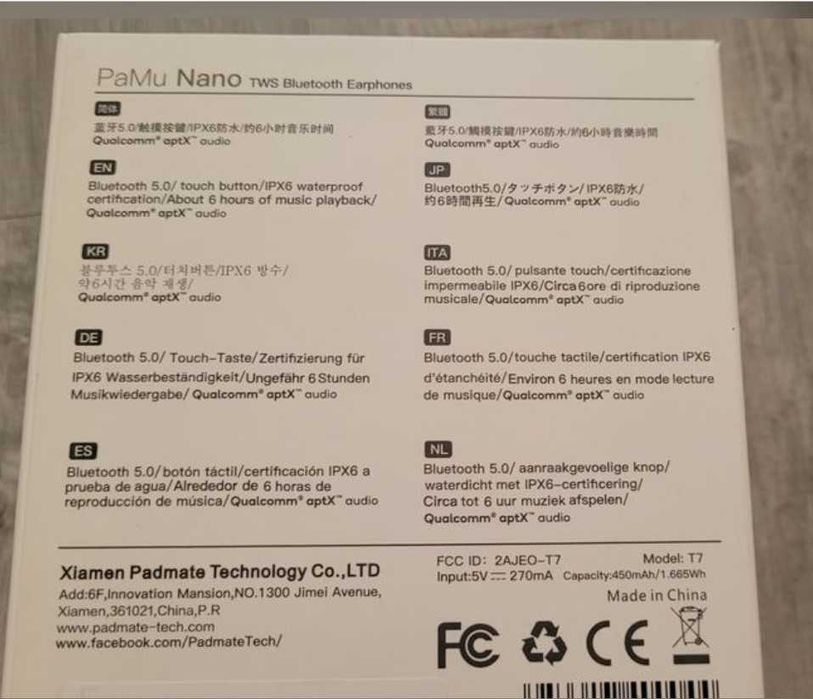 PaMu Nano TWS Bluetooth Earphones
简体
蓝牙5.0/触摸按键/IPX6防水/约6小时音乐时间
Qualcomm® aptX™ audio
繁體
藍牙5.0/觸摸按鍵/IPX6防水/約6小時音樂時間
Qualcomm® aptX™ audio
EN
Bluetooth 5.0/ touch button/IPX6 waterproof
certification/About 6 hours of music playback/
Qualcomm® aptX™ audio
JP
Bluetooth5.0/タッチボタン/ IPX6防水/
約6時間再生/Qualcomm® aptX™ audio
KR
블루투스 5.0/터치버튼/IPX6 방수/
약6시간 음악 재생/
Qualcomm® aptX™ audio
ITA
Bluetooth 5.0/ pulsante touch/certificazione
impermeabile IPX6/Circa 6ore di riproduzione
musicale/Qualcomm® aptX™ audio
DE
Bluetooth 5.0/ Touch-Taste/Zertifizierung für
IPX6 Wasserbeständigkeit/Ungefähr 6 Stunden
Musikwiedergabe/ Qualcomm® aptX™ audio
FR
Bluetooth 5.0/touche tactile/certification IPX6
d'étanchéité/Environ 6 heures en mode lecture
de musique/Qualcomm® aptX™ audio
ES
Bluetooth 5.0/botón táctil/certificación IPX6 a
prueba de agua/Alrededor de 6 horas de
reproducción de música/Qualcomm® aptX™ audio
NL
Bluetooth 5.0/ aanraakgevoelige knop/
waterdicht met IPX6-certificering/
Circa tot 6 uur muziek afspelen/
Qualcomm® aptX™ audio
Xiamen Padmate Technology Co.,LTD
Add:6F,Innovation Mansion,NO.1300 Jimei Avenue,
Xiamen,361021,China,P.R
www.padmate-tech.com
www.facebook.com/PadmateTech/
FCC ID: 2AJEO-T7 Model: T7
Input:5V ⎓ 270mA Capacity:450mAh/1.665Wh
Made in China
FC CE